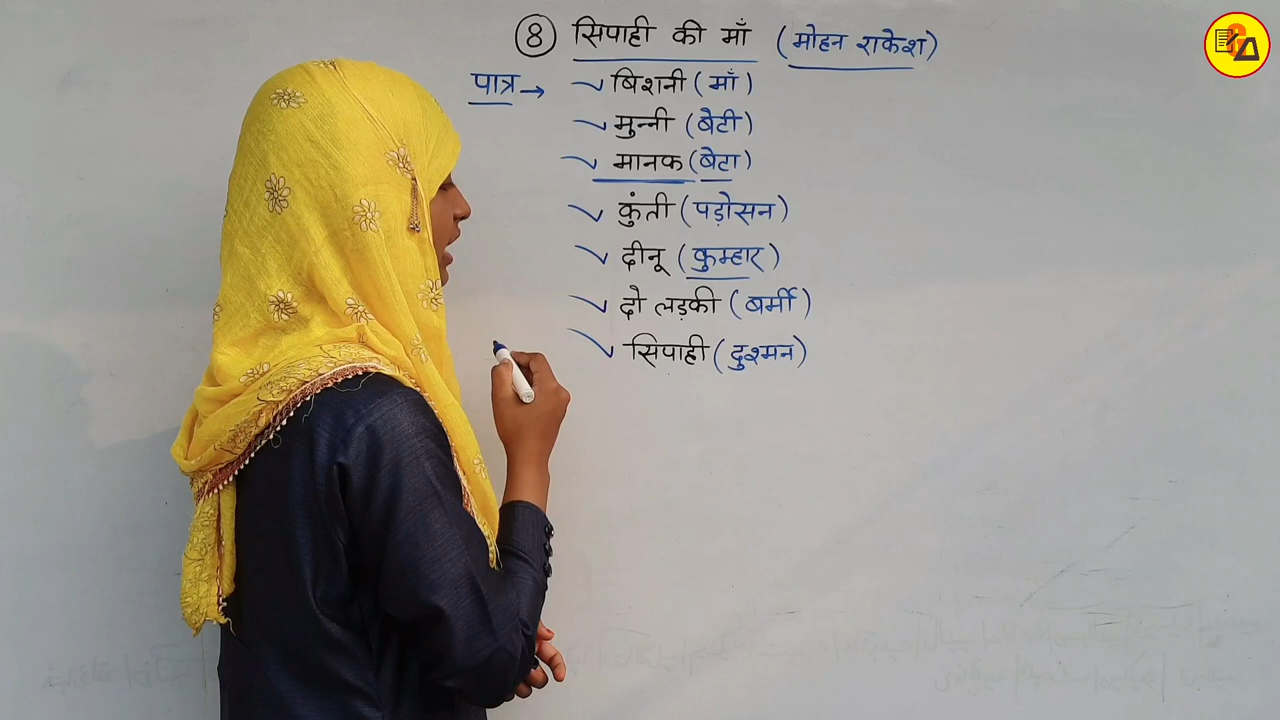 8 सिपाही की माँ (मोहन राकेश)
पात्र → बिशनी (माँ)
मुन्नी (बेटी)
मानक (बेटा)
कुंती (पड़ोसन)
दीनू (कुम्हार)
दो लड़की (बर्मी)
सिपाही (दुश्मन)